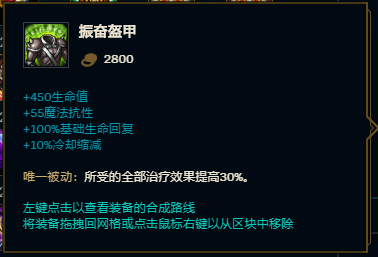 振奋盔甲
2800
+450生命值
+55魔法抗性
+100%基础生命回复
+10%冷却缩减
唯一被动：所受的全部治疗效果提高30%。
左键点击以查看装备的合成路线
将装备拖拽回网格或点击鼠标右键以从区块中移除